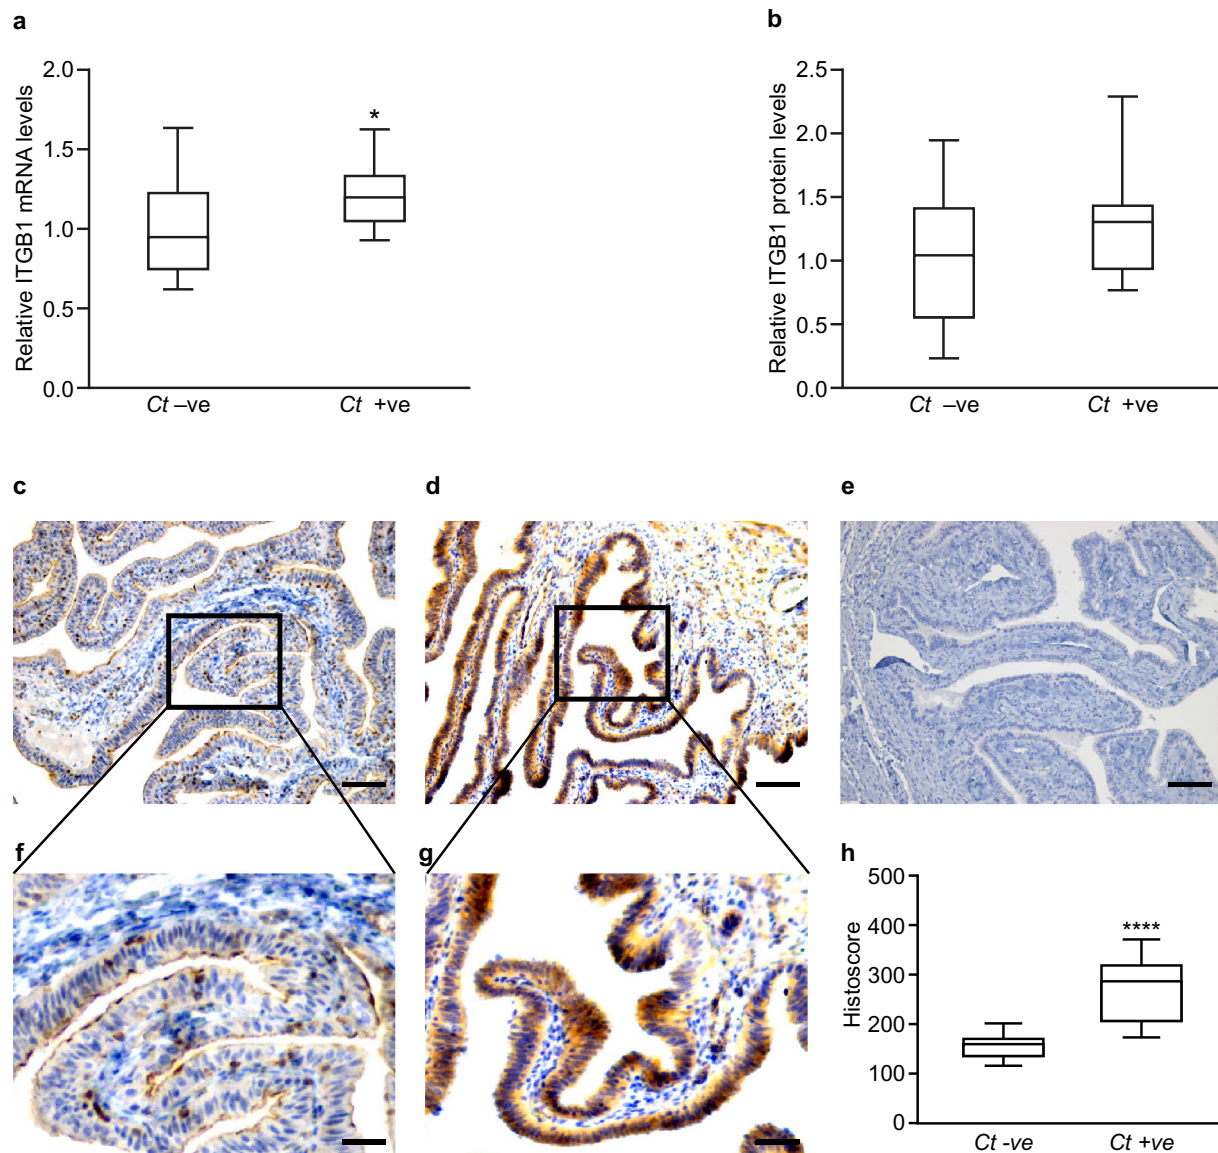 a
Relative ITGB1 mRNA levels
2.0
1.5
1.0
0.5
0.0
*
Ct –ve
Ct +ve
b
Relative ITGB1 protein levels
2.5
2.0
1.5
1.0
0.5
0.0
Ct –ve
Ct +ve
c
d
e
f
g
h
Histoscore
500
400
300
200
100
0
****
Ct -ve
Ct +ve